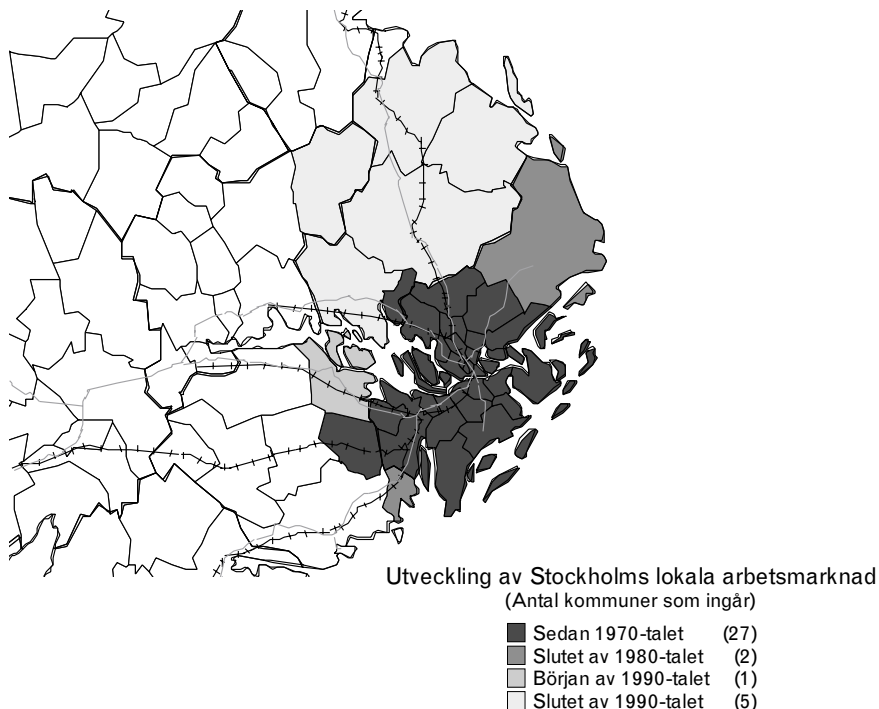 Utveckling av Stockholms lokala arbetsmarknad
(Antal kommuner som ingår)
Sedan 1970-talet (27)
Slutet av 1980-talet (2)
Början av 1990-talet (1)
Slutet av 1990-talet (5)